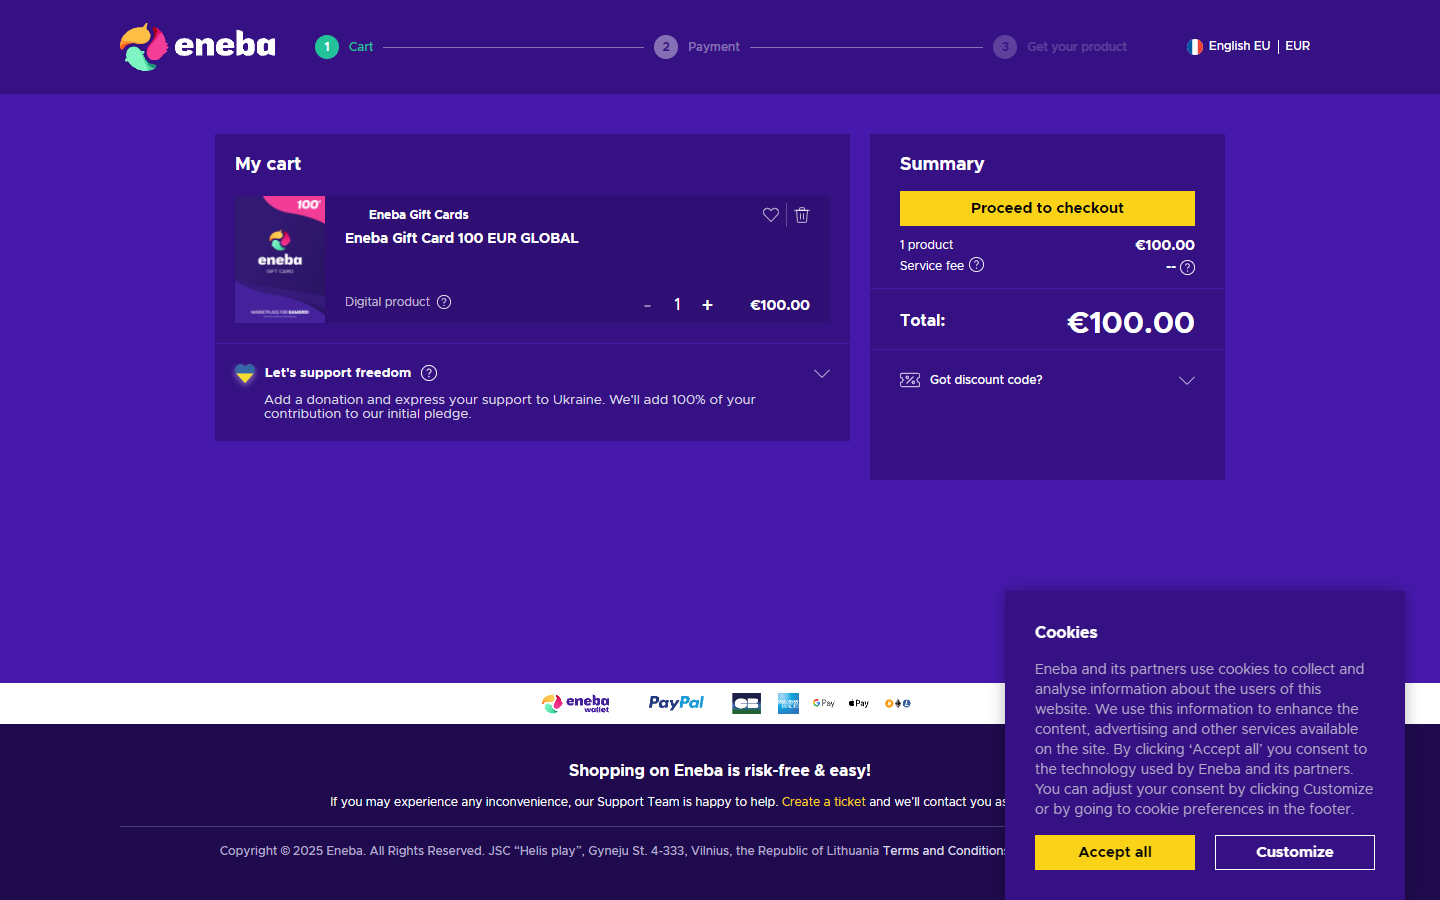 eneba
1 Cart
2 Payment
3 Get your product
English EU | EUR
My cart
100
eneba
GIFT CARD
MARKETPLACE FOR GAMERS!
Eneba Gift Cards
Eneba Gift Card 100 EUR GLOBAL
Digital product ?
- 1 +
€100.00
Let's support freedom ?
Add a donation and express your support to Ukraine. We'll add 100% of your
contribution to our initial pledge.
Summary
Proceed to checkout
1 product €100.00
Service fee ? -- ?
Total: €100.00
Got discount code?
eneba
wallet
PayPal
CB
G Pay
Pay
Shopping on Eneba is risk-free & easy!
If you may experience any inconvenience, our Support Team is happy to help. Create a ticket and we'll contact you as
Copyright © 2025 Eneba. All Rights Reserved. JSC “Helis play”, Gyneju St. 4-333, Vilnius, the Republic of Lithuania Terms and Conditions
Cookies
Eneba and its partners use cookies to collect and
analyse information about the users of this
website. We use this information to enhance the
content, advertising and other services available
on the site. By clicking ‘Accept all’ you consent to
the technology used by Eneba and its partners.
You can adjust your consent by clicking Customize
or by going to cookie preferences in the footer.
Accept all
Customize